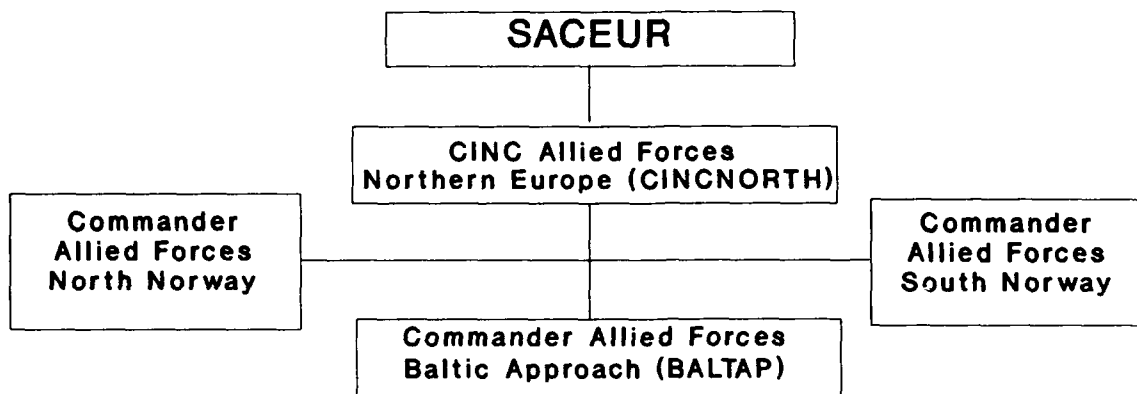 SACEUR
CINC Allied Forces
Northern Europe (CINCNORTH)
Commander
Allied Forces
North Norway
Commander
Allied Forces
South Norway
Commander Allied Forces
Baltic Approach (BALTAP)